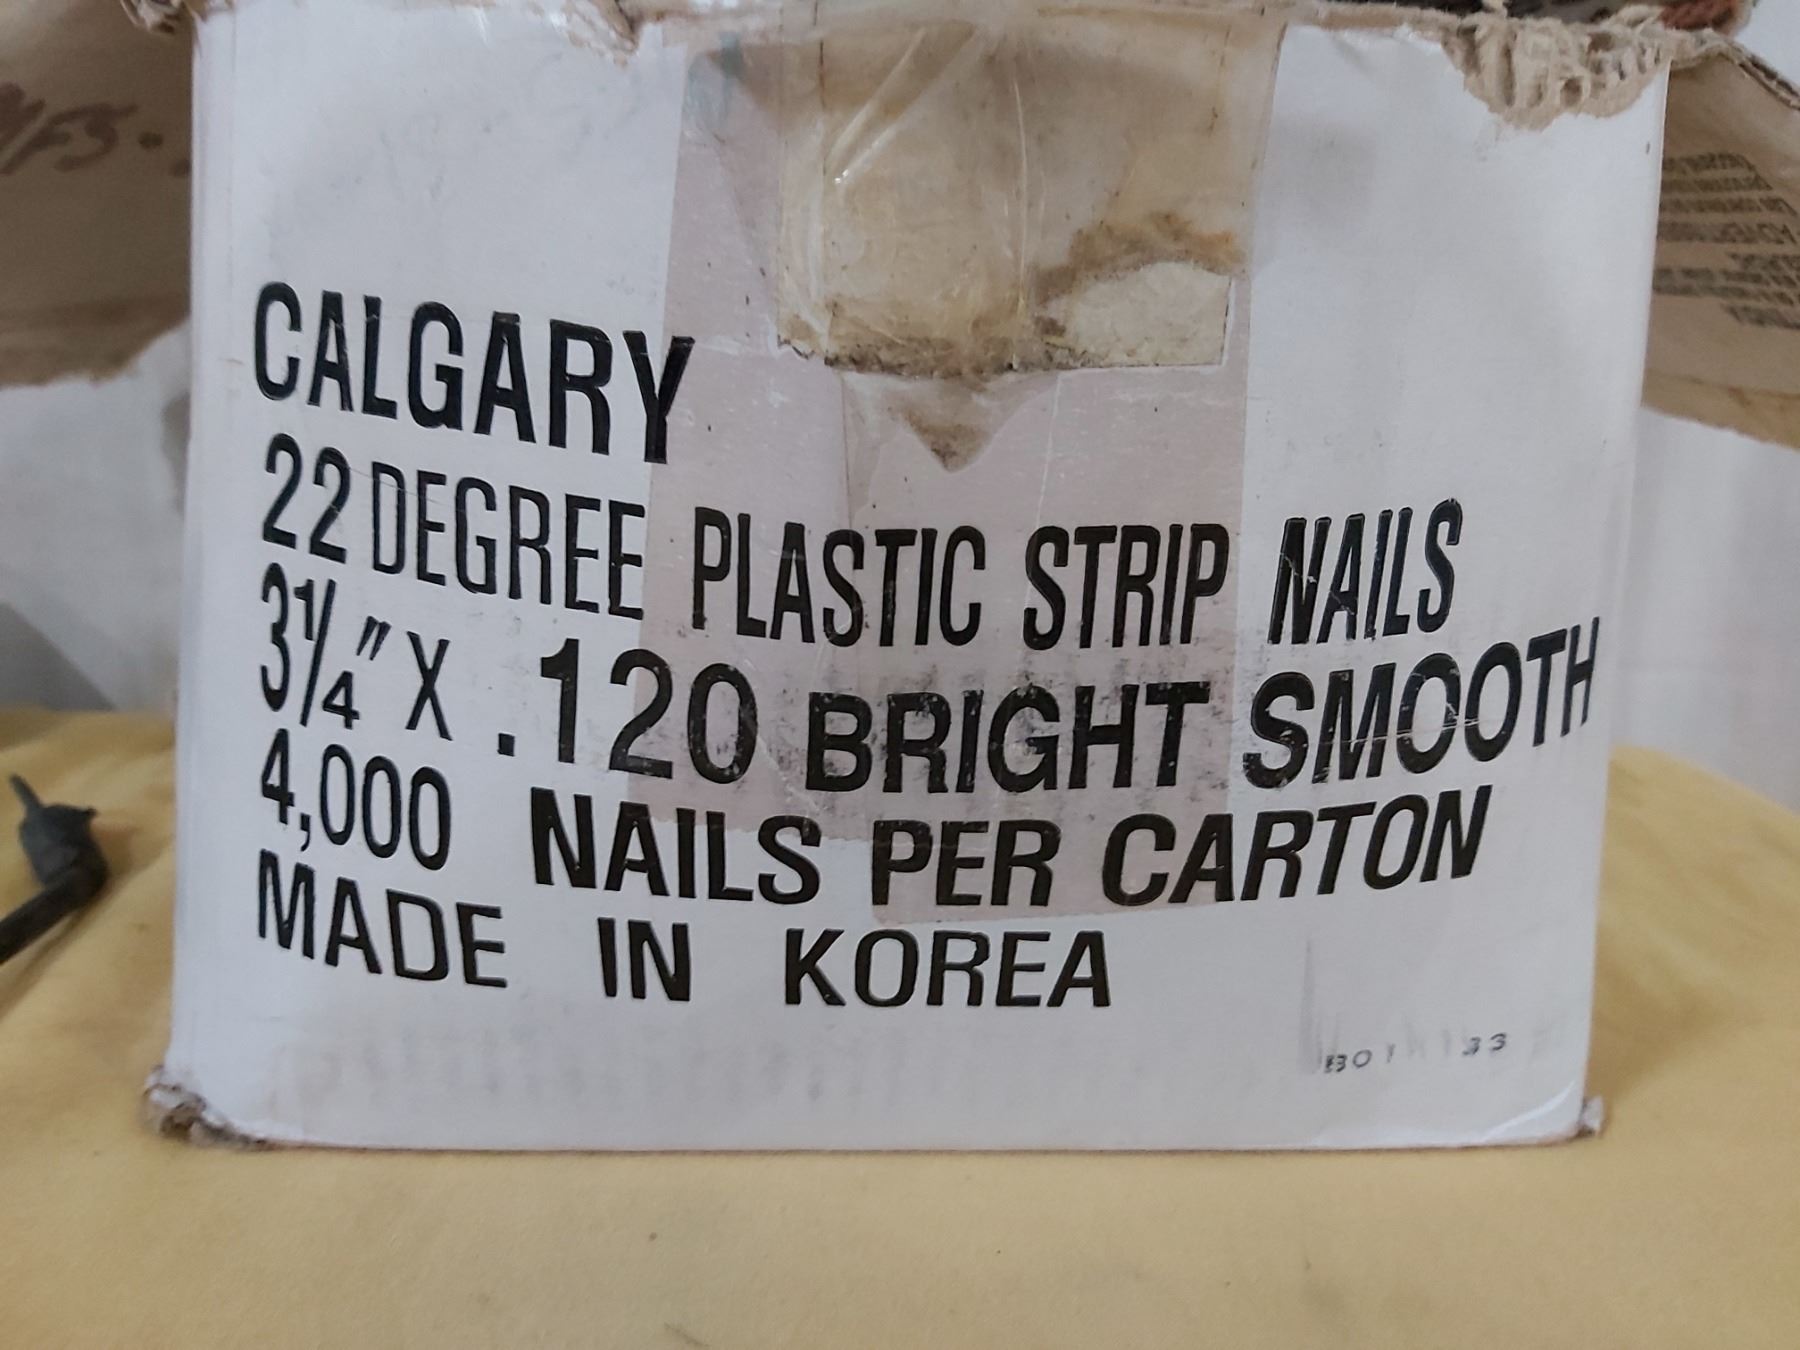 CALGARY
22 DEGREE PLASTIC STRIP NAILS
3¼" X .120 BRIGHT SMOOTH
4,000 NAILS PER CARTON
MADE IN KOREA